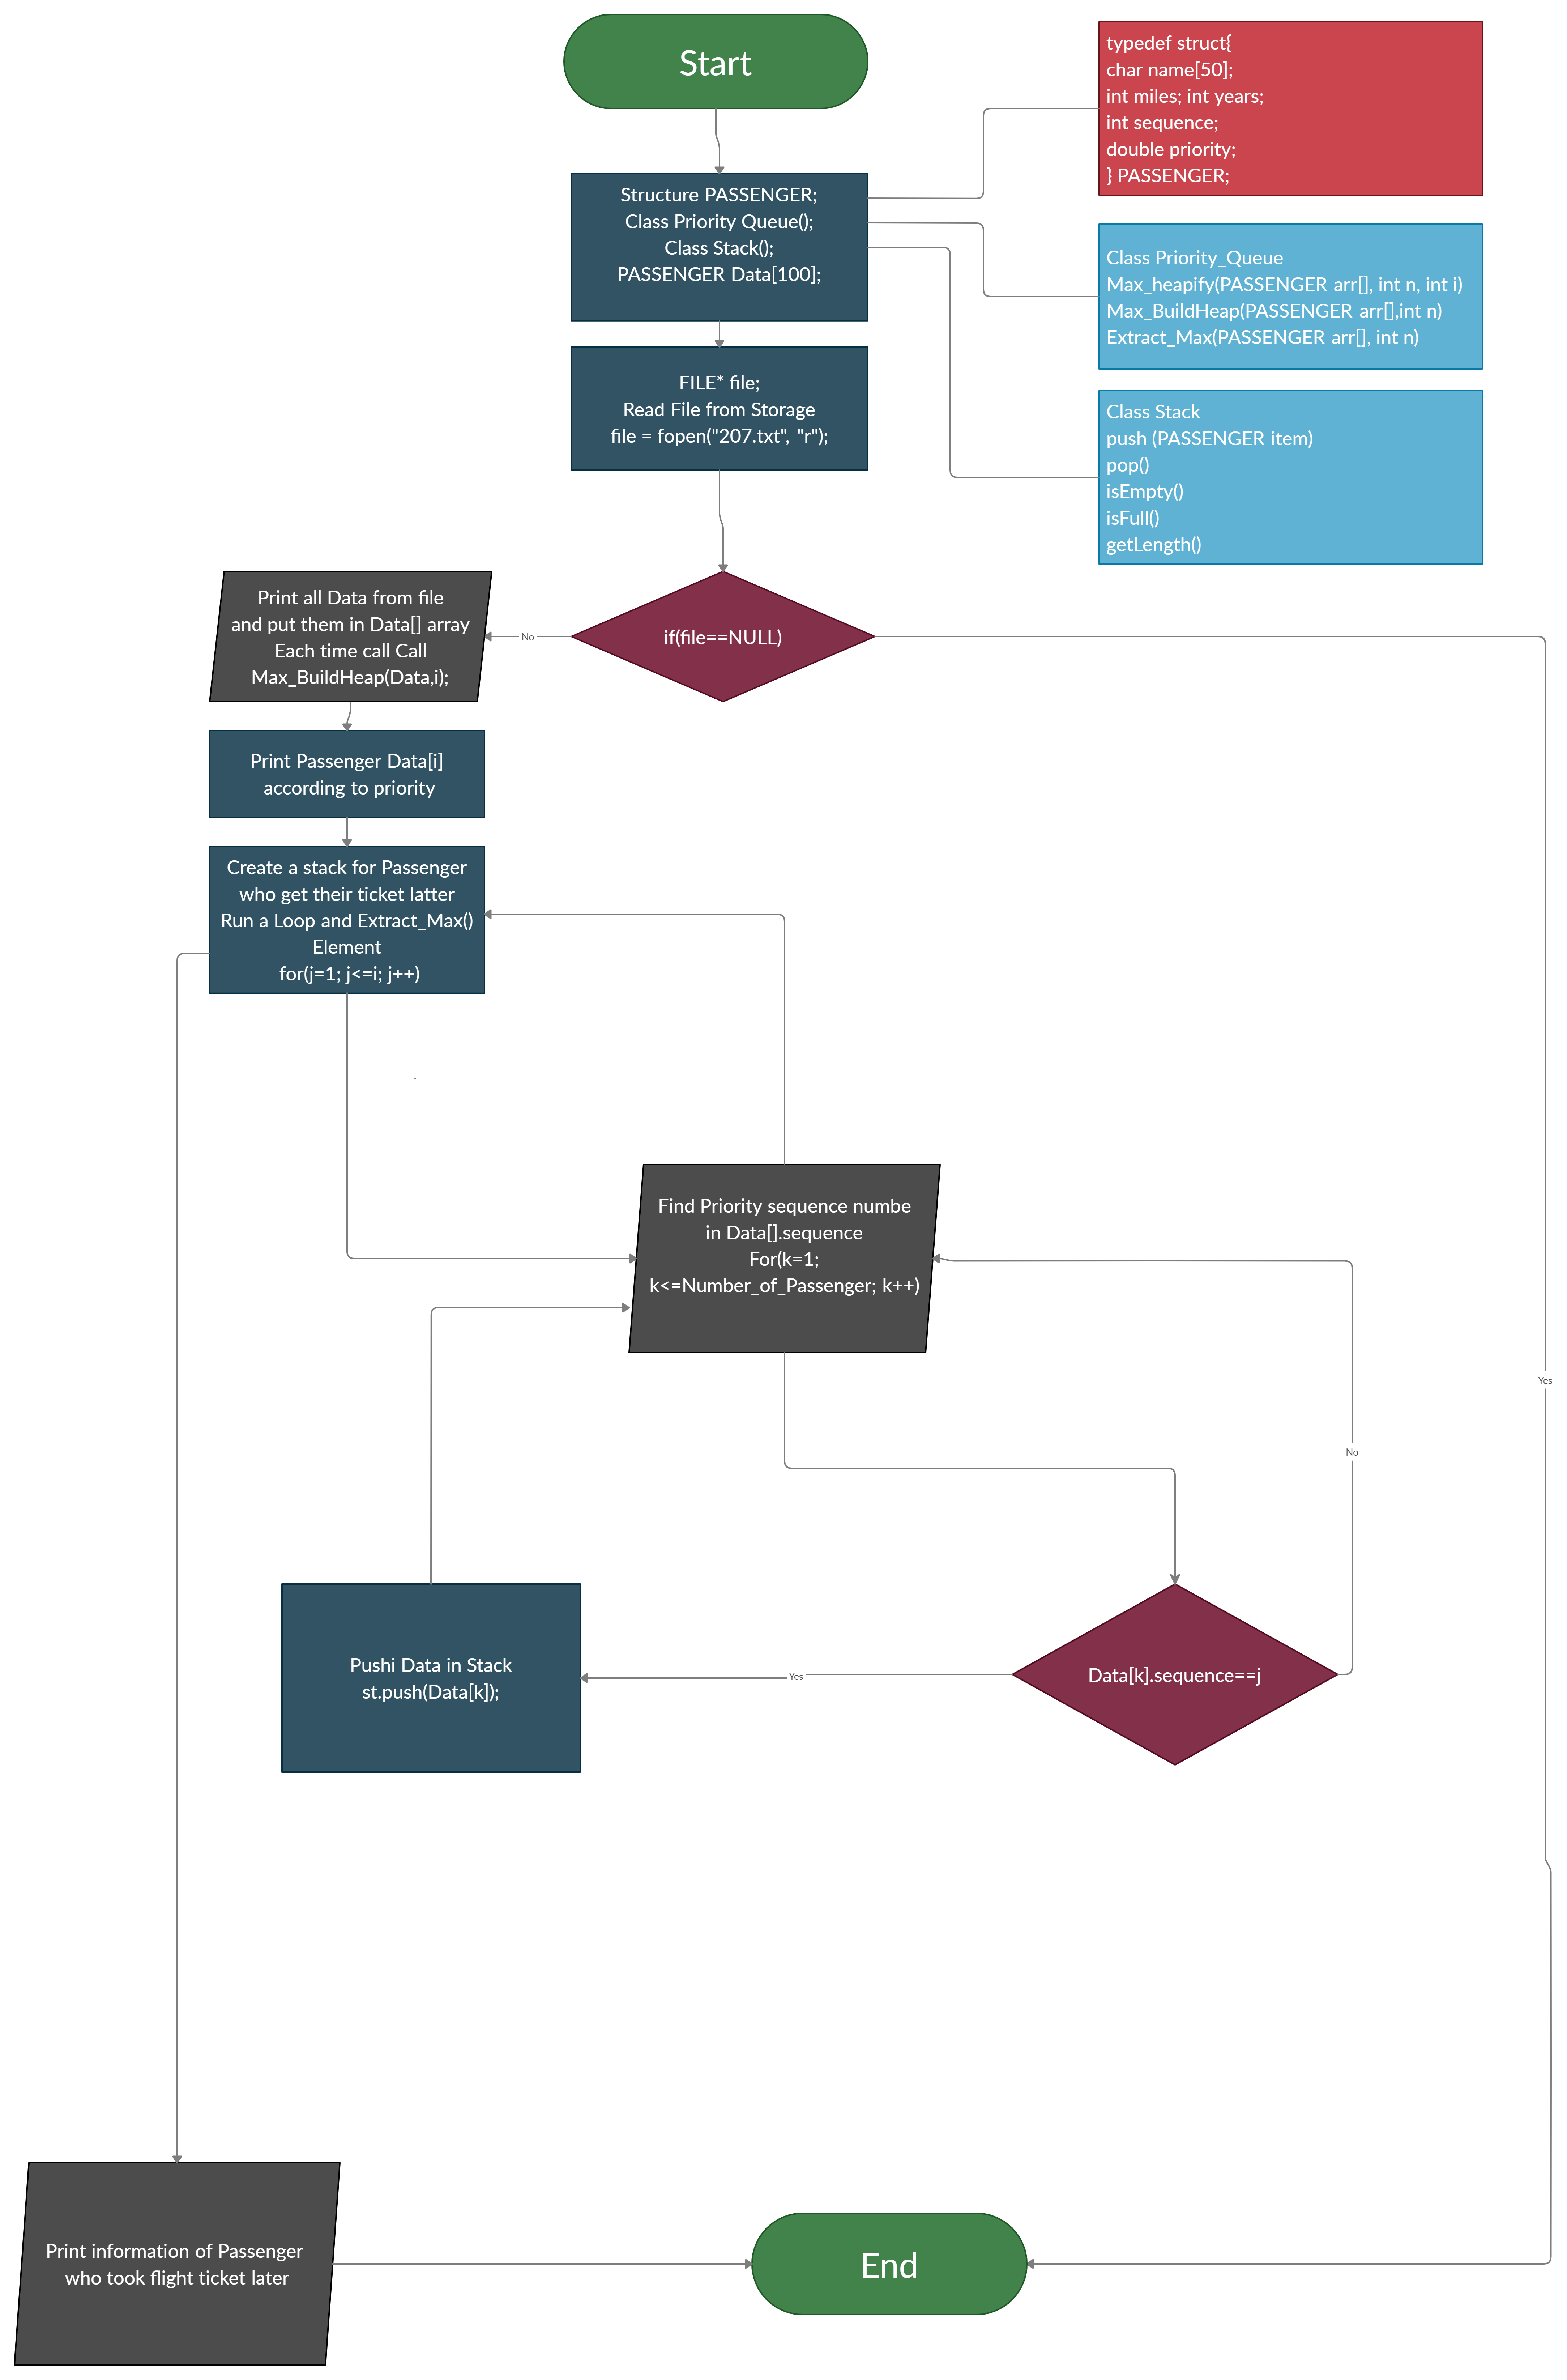 Start
typedef struct{
char name[50];
int miles; int years;
int sequence;
double priority;
} PASSENGER;
Structure PASSENGER;
Class Priority Queue();
Class Stack();
PASSENGER Data[100];
Class Priority_Queue
Max_heapify(PASSENGER arr[], int n, int i)
Max_BuildHeap(PASSENGER arr[],int n)
Extract_Max(PASSENGER arr[], int n)
FILE* file;
Read File from Storage
file = fopen("207.txt", "r");
Class Stack
push (PASSENGER item)
pop()
isEmpty()
isFull()
getLength()
if(file==NULL)
No
Print all Data from file
and put them in Data[] array
Each time call Call
Max_BuildHeap(Data,i);
Print Passenger Data[i]
according to priority
Create a stack for Passenger
who get their ticket latter
Run a Loop and Extract_Max()
Element
for(j=1; j<=i; j++)
Find Priority sequence numbe
in Data[].sequence
For(k=1;
k<=Number_of_Passenger; k++)
Yes
No
Data[k].sequence==j
Yes
Pushi Data in Stack
st.push(Data[k]);
Print information of Passenger
who took flight ticket later
End